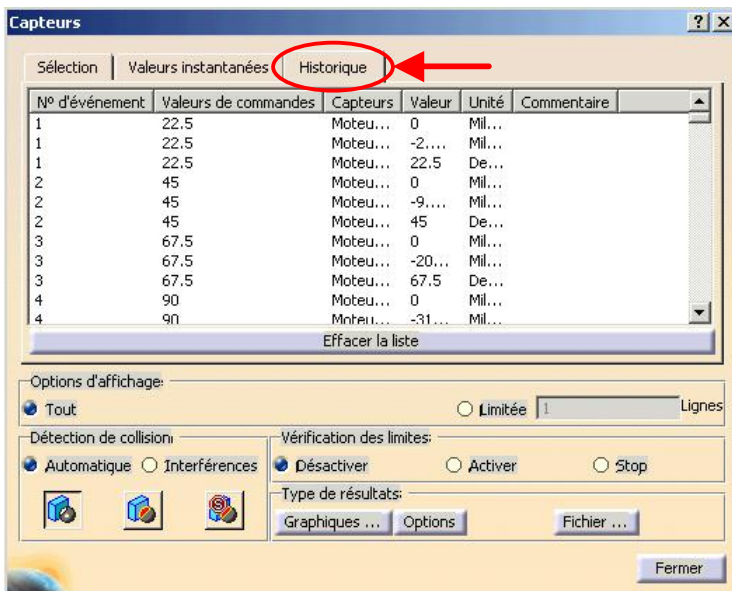 Capteurs
Sélection Valeurs instantanées Historique
Nº d'événement Valeurs de commandes Capteurs Valeur Unité Commentaire
1 22.5 Moteu... 0 Mil...
1 22.5 Moteu... -2.... Mil...
1 22.5 Moteu... 22.5 De...
2 45 Moteu... 0 Mil...
2 45 Moteu... -9.... Mil...
2 45 Moteu... 45 De...
3 67.5 Moteu... 0 Mil...
3 67.5 Moteu... -20... Mil...
3 67.5 Moteu... 67.5 De...
4 90 Moteu... 0 Mil...
4 90 Moteu... -31... Mil...
Effacer la liste
Options d'affichage:
Tout Limitée 1 Lignes
Détection de collision: Vérification des limites:
Automatique Interférences Désactiver Activer Stop
Type de résultats:
Graphiques ... Options Fichier ...
Fermer